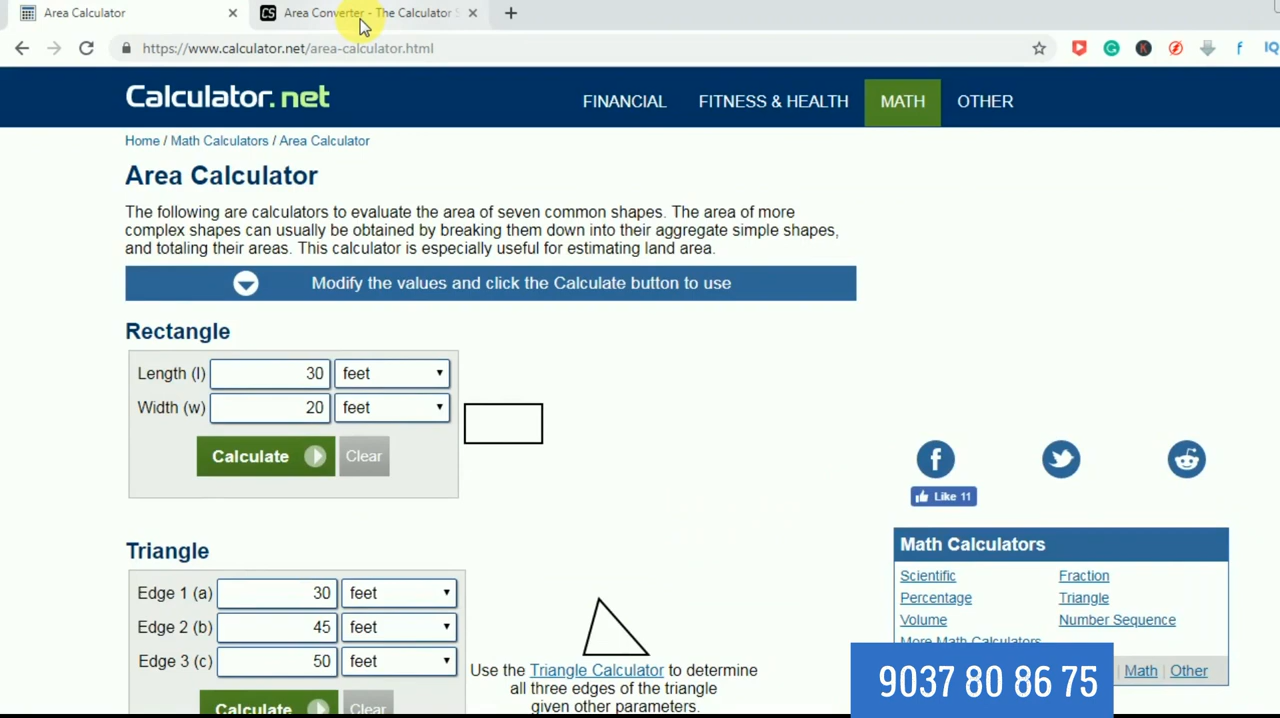 Area Calculator
CS Area Converter - The Calculator
https://www.calculator.net/area-calculator.html
Calculator.net
FINANCIAL FITNESS & HEALTH MATH OTHER
Home / Math Calculators / Area Calculator
Area Calculator
The following are calculators to evaluate the area of seven common shapes. The area of more
complex shapes can usually be obtained by breaking them down into their aggregate simple shapes,
and totaling their areas. This calculator is especially useful for estimating land area.
Modify the values and click the Calculate button to use
Rectangle
Length (l) 30 feet
Width (w) 20 feet
Calculate Clear
Like 11
Triangle
Edge 1 (a) 30 feet
Edge 2 (b) 45 feet
Edge 3 (c) 50 feet
Calculate Clear
Use the Triangle Calculator to determine
all three edges of the triangle
given other parameters.
Math Calculators
Scientific Fraction
Percentage Triangle
Volume Number Sequence
More Math Calculators
Math | Other
9037 80 86 75